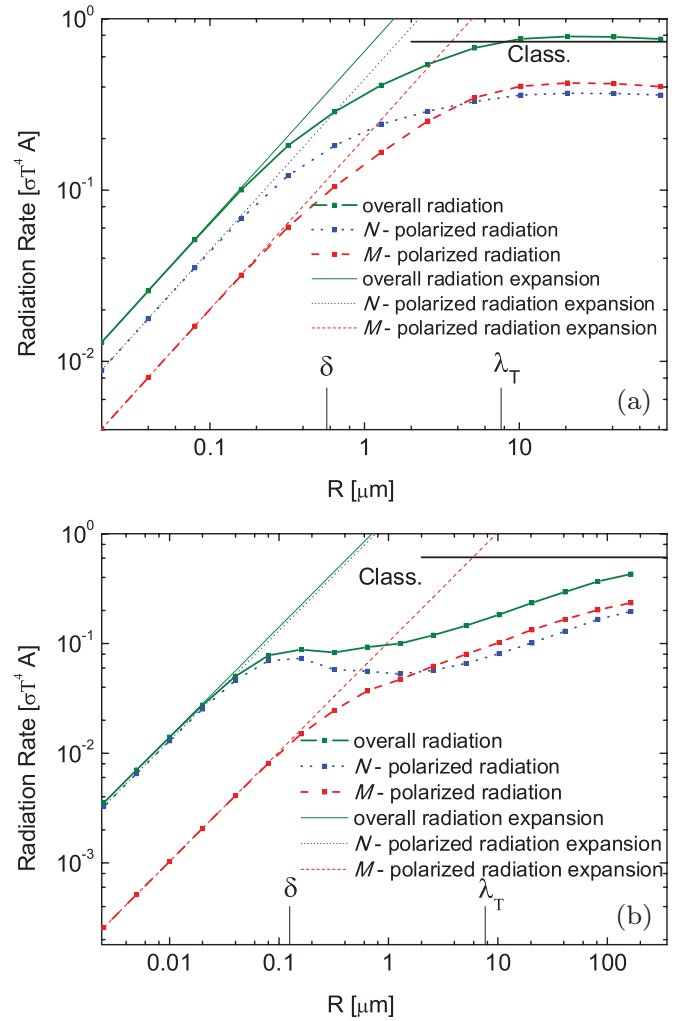 10⁰
Class.
10⁻¹
Radiation Rate [σT⁴ A]
overall radiation
N - polarized radiation
M - polarized radiation
overall radiation expansion
N - polarized radiation expansion
M - polarized radiation expansion
10⁻²
δ
λ_T
(a)
0.1 1 10
R [μm]
10⁰
Class.
10⁻¹
Radiation Rate [σT⁴ A]
10⁻²
overall radiation
N - polarized radiation
M - polarized radiation
overall radiation expansion
N - polarized radiation expansion
M - polarized radiation expansion
10⁻³
δ
λ_T
(b)
0.01 0.1 1 10 100
R [μm]